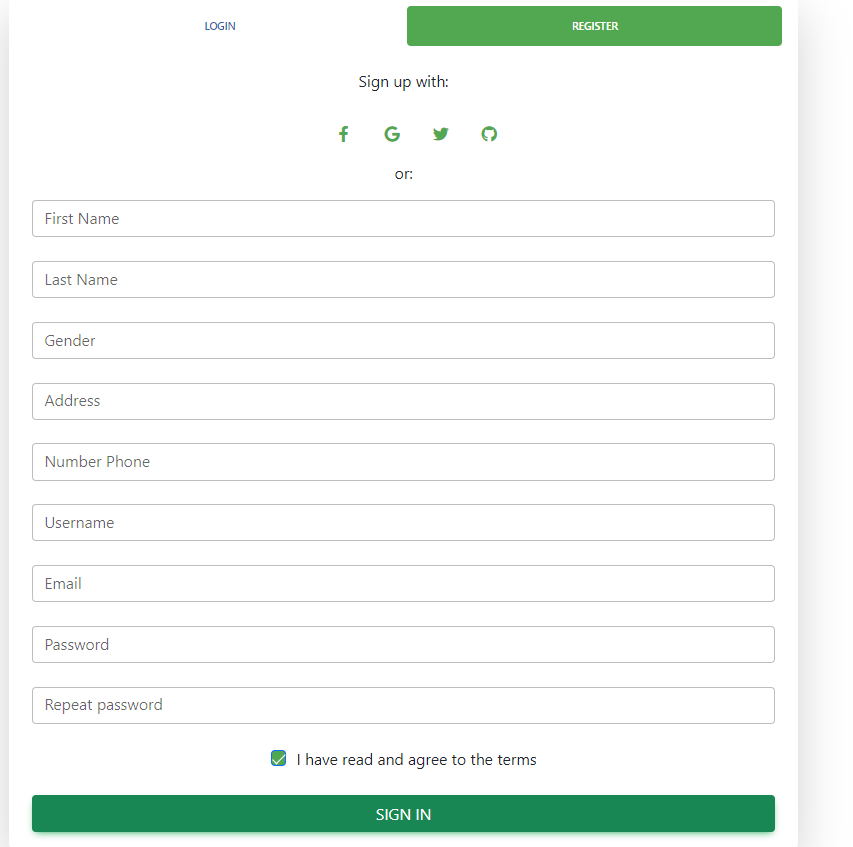 LOGIN
REGISTER
Sign up with:
or:
First Name
Last Name
Gender
Address
Number Phone
Username
Email
Password
Repeat password
I have read and agree to the terms
SIGN IN